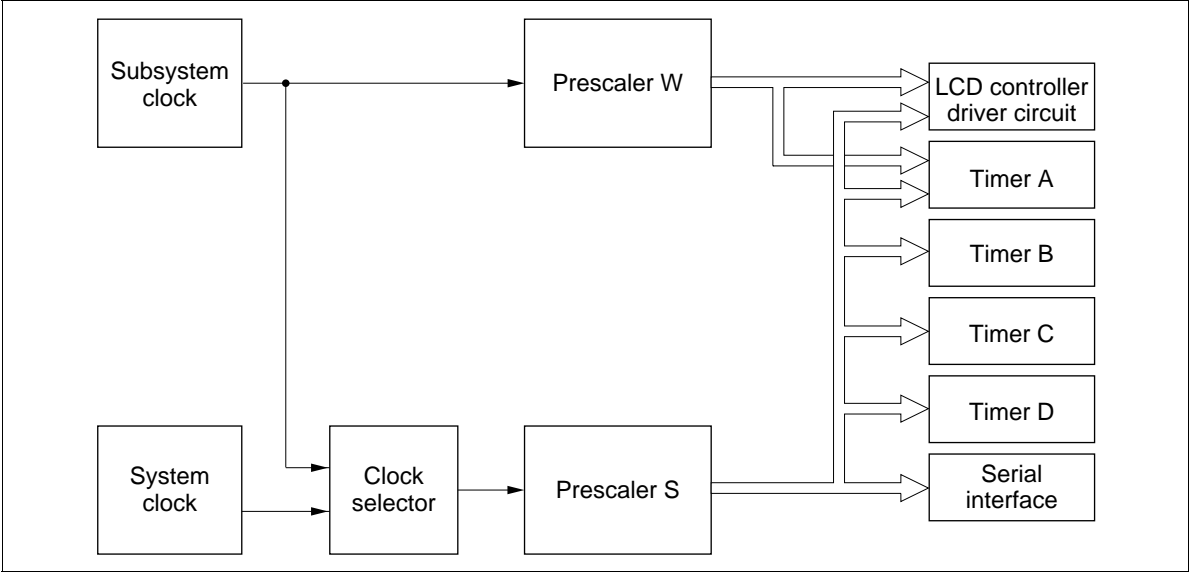 Subsystem
clock
Prescaler W
LCD controller
driver circuit
Timer A
Timer B
Timer C
Timer D
System
clock
Clock
selector
Prescaler S
Serial
interface